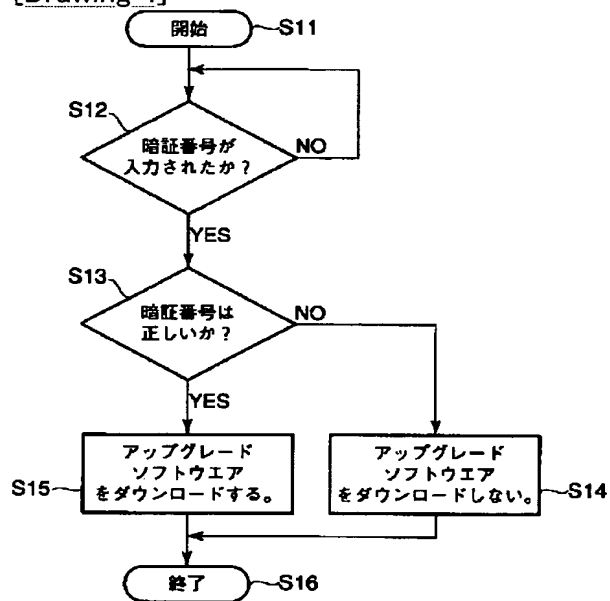 [Drawing 4]
開始
S11
S12
暗証番号が
入力されたか?
NO
YES
S13
暗証番号は
正しいか?
NO
YES
アップグレード
ソフトウエア
をダウンロードする。
S15
アップグレード
ソフトウエア
をダウンロードしない。
S14
終了
S16